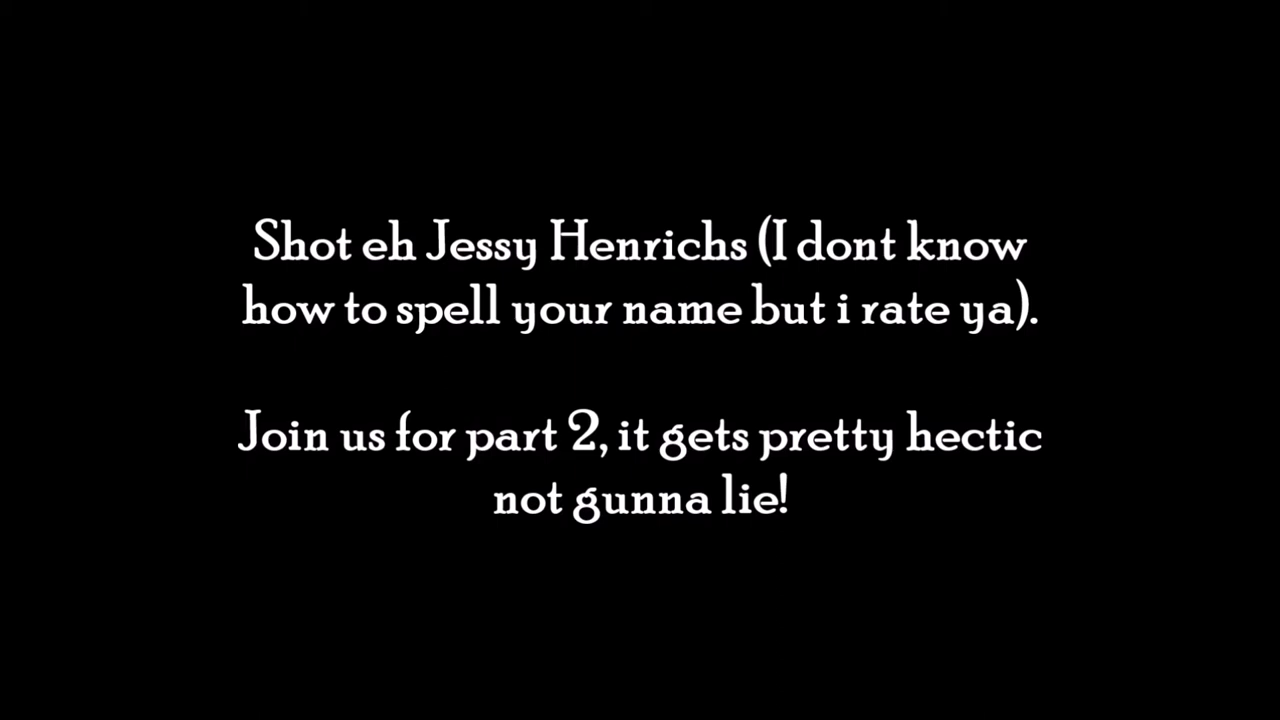 Shot eh Jessy Henrichs (I dont know
how to spell your name but i rate ya).
Join us for part 2, it gets pretty hectic
not gunna lie!